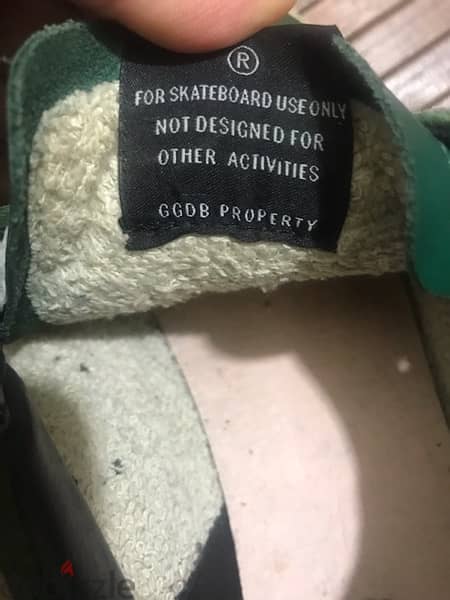 ®
FOR SKATEBOARD USE ONLY
NOT DESIGNED FOR
OTHER ACTIVITIES
GGDB PROPERTY